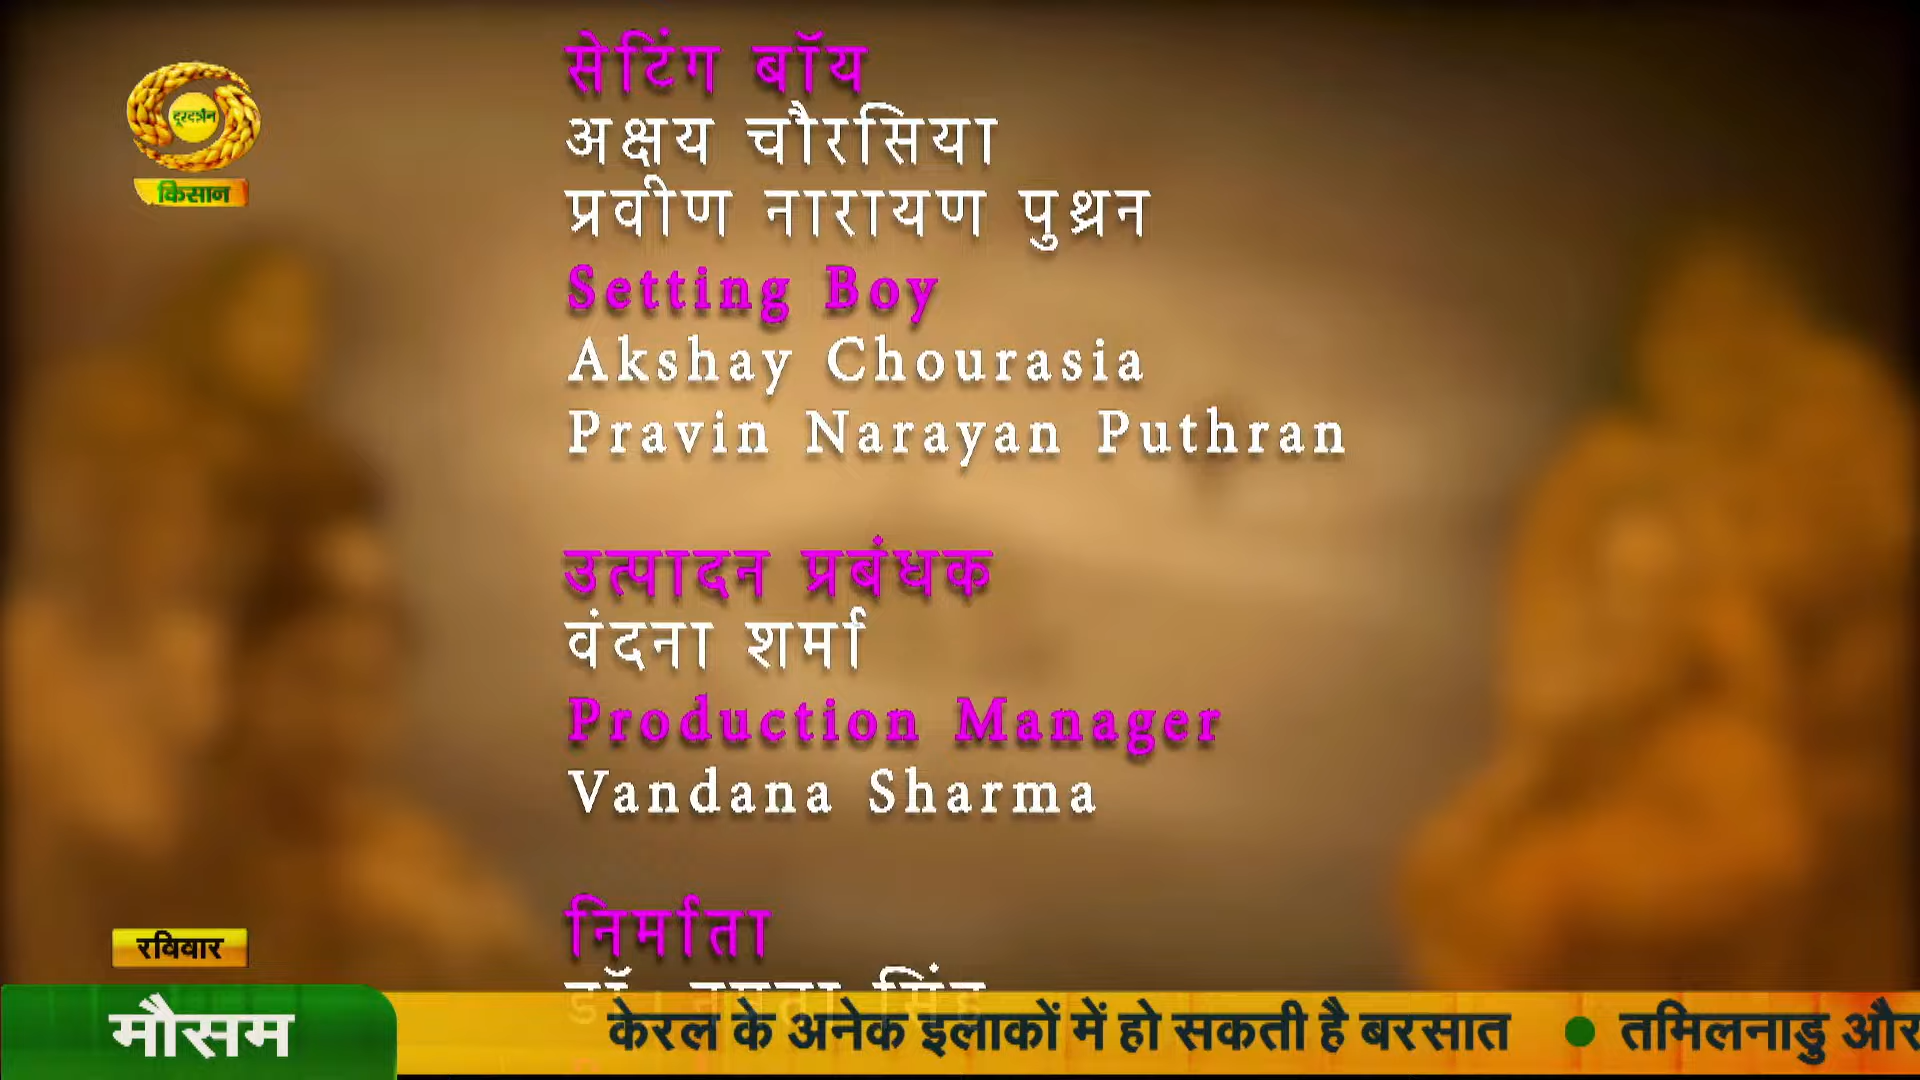 दूरदर्शन
किसान
सेटिंग बॉय
अक्षय चौरसिया
प्रवीण नारायण पुथ्रन
Setting Boy
Akshay Chourasia
Pravin Narayan Puthran
उत्पादन प्रबंधक
वंदना शर्मा
Production Manager
Vandana Sharma
निर्माता
डॉ. सिंह
रविवार
मौसम
केरल के अनेक इलाकों में हो सकती है बरसात ● तमिलनाडु और